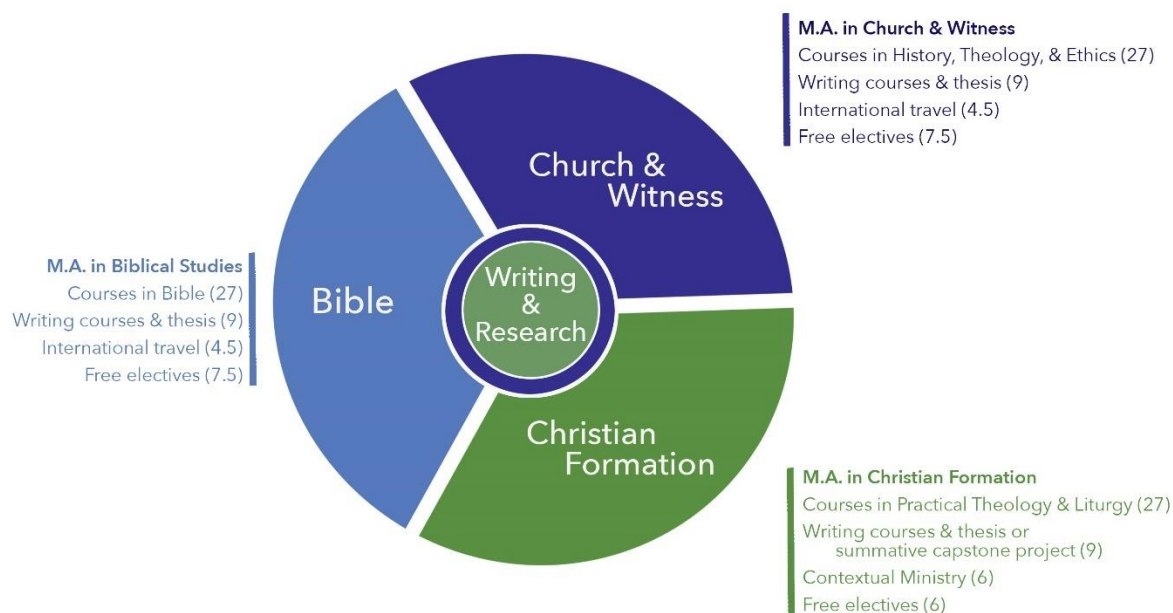 M.A. in Church & Witness
Courses in History, Theology, & Ethics (27)
Writing courses & thesis (9)
International travel (4.5)
Free electives (7.5)
Church &
Witness
M.A. in Biblical Studies
Courses in Bible (27)
Writing courses & thesis (9)
International travel (4.5)
Free electives (7.5)
Bible
Writing
&
Research
Christian
Formation
M.A. in Christian Formation
Courses in Practical Theology & Liturgy (27)
Writing courses & thesis or
summative capstone project (9)
Contextual Ministry (6)
Free electives (6)